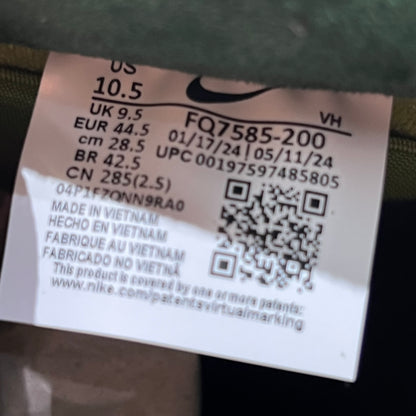 US
10.5
UK 9.5
EUR 44.5
cm 28.5
BR 42.5
CN 285(2.5)
VH
FQ7585-200
01/17/24 | 05/11/24
UPC 00197597485805
04P1FZQNN9RA0
MADE IN VIETNAM
HECHO EN VIETNAM
FABRIQUE AU VIETNAM
FABRICADO NO VIETNÃ
This product is covered by one or more patents:
www.nike.com/patentsvirtualmarking